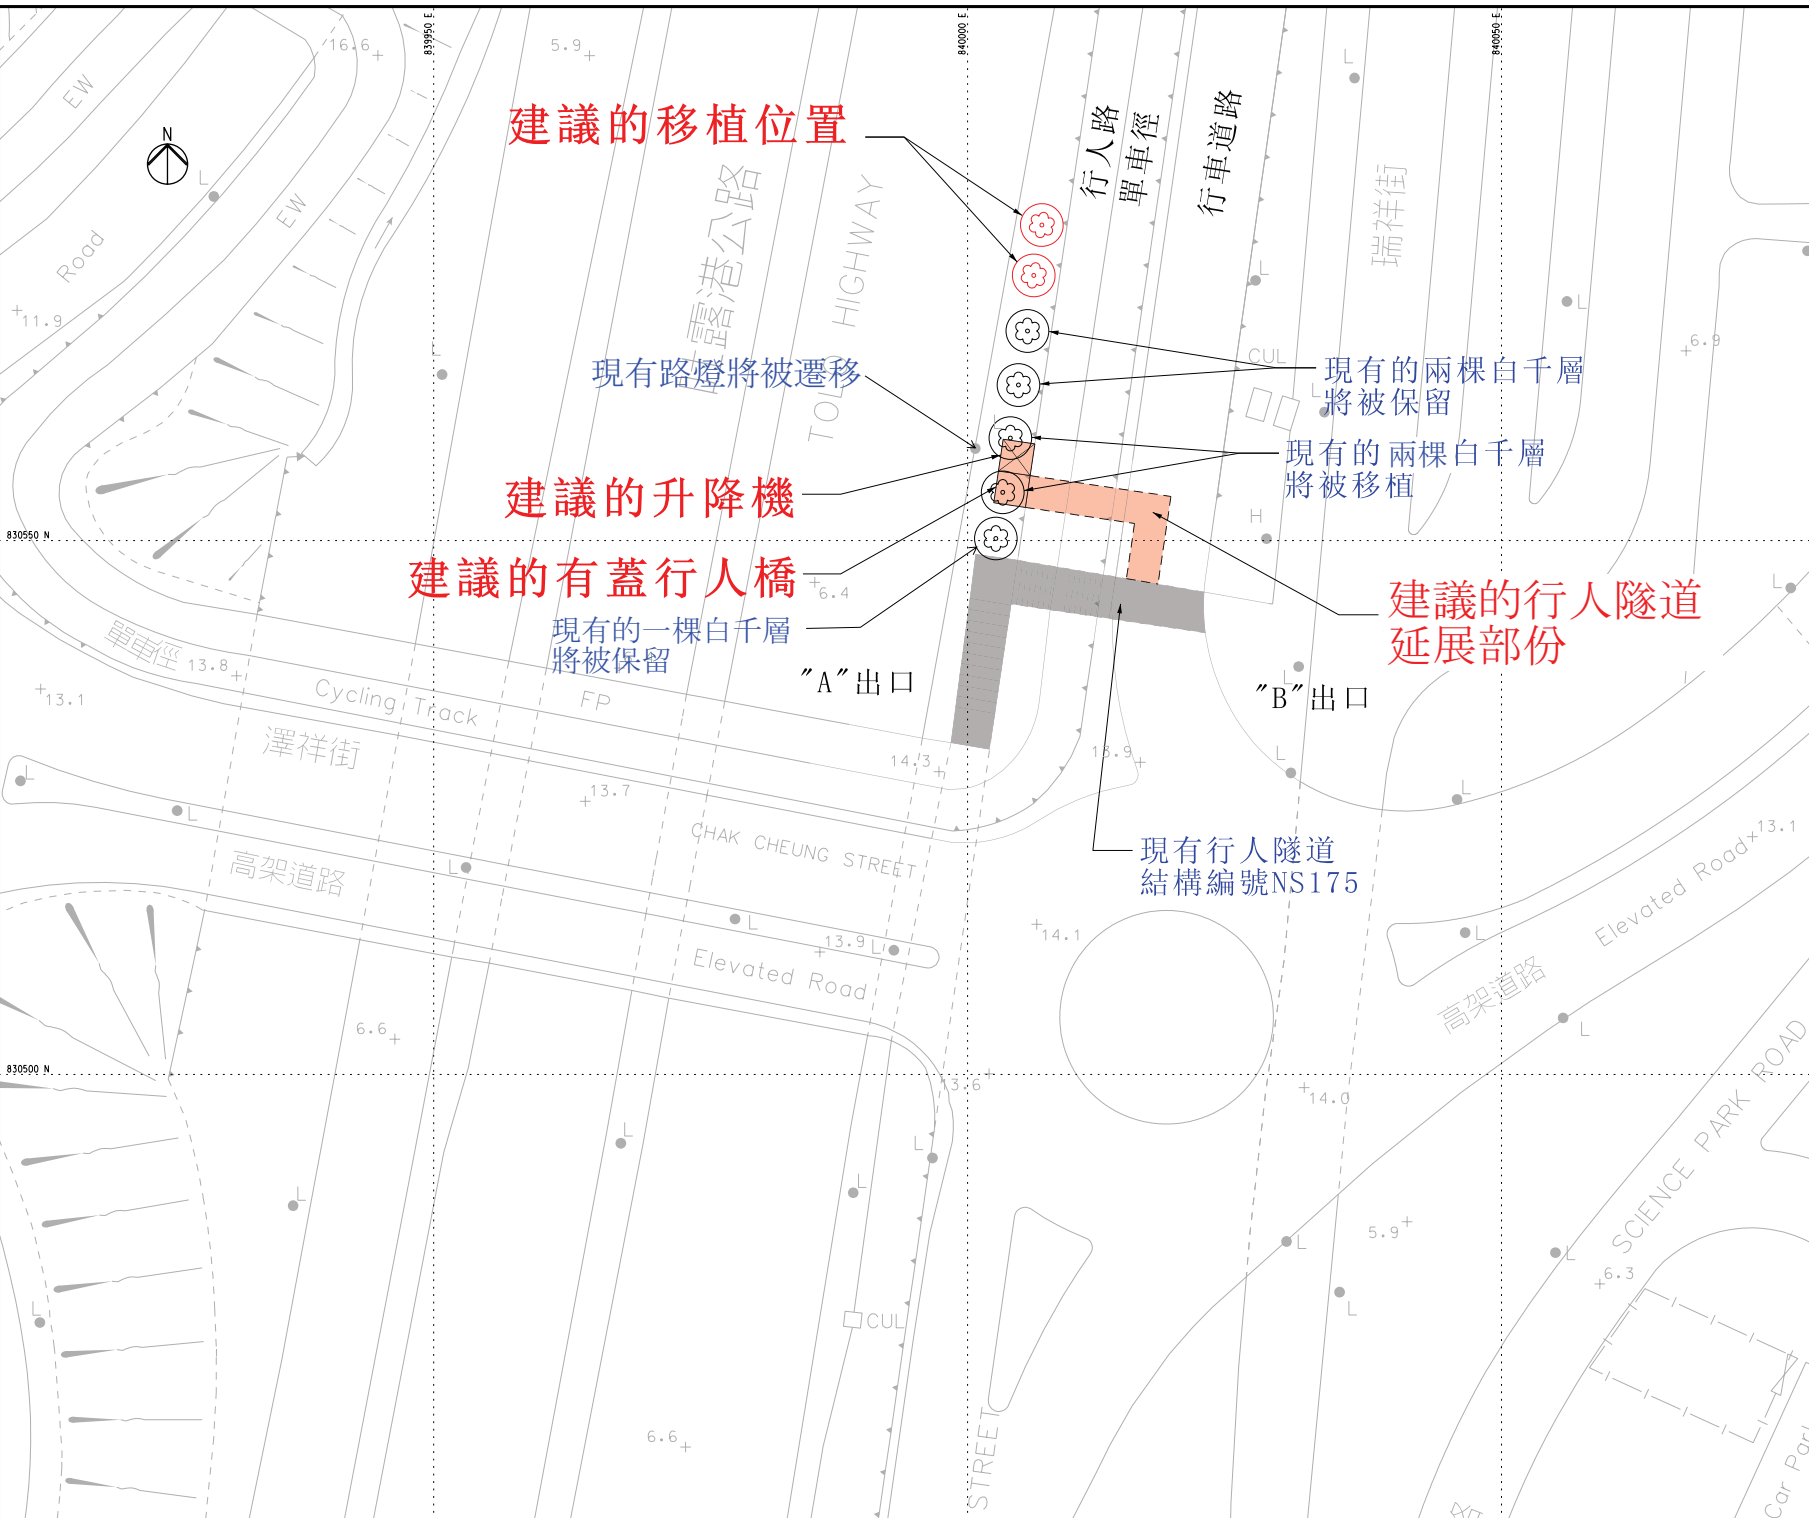 839950 E
840000 E
840050 E
16.6
5.9
EW
N
L
建議的移植位置
行人路
單車徑
行車道路
L
EW
Road
吐露港公路
TOLO HIGHWAY
瑞祥街
L
L
11.9
6.9
L
CUL
現有路燈將被遷移
現有的兩棵白千層
將被保留
L
L
現有的兩棵白千層
將被移植
建議的升降機
H
830550 N
建議的有蓋行人橋
6.4
建議的行人隧道
延展部份
L
現有的一棵白千層
將被保留
單車徑
13.8
13.1
Cycling Track
FP
"A"出口
"B"出口
L
澤祥街
14.3
13.9
L
L
L
L
13.7
CHAK CHEUNG STREET
13.1
現有行人隧道
結構編號NS175
高架道路
L
L
13.9
L
14.1
L
Elevated Road
Elevated Road
高架道路
6.6
L
830500 N
13.6
14.0
L
L
L
L
SCIENCE PARK ROAD
5.9
L
L
6.3
L
L
CUL
6.6
STREET
路
Car Park